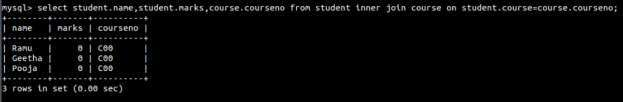 mysql> select student.name,student.marks,course.courseno from student inner join course on student.course=course.courseno;
+--------+-------+----------+
| name   | marks | courseno |
+--------+-------+----------+
| Ramu   |     0 | C00      |
| Geetha |     0 | C00      |
| Pooja  |     0 | C00      |
+--------+-------+----------+
3 rows in set (0.00 sec)